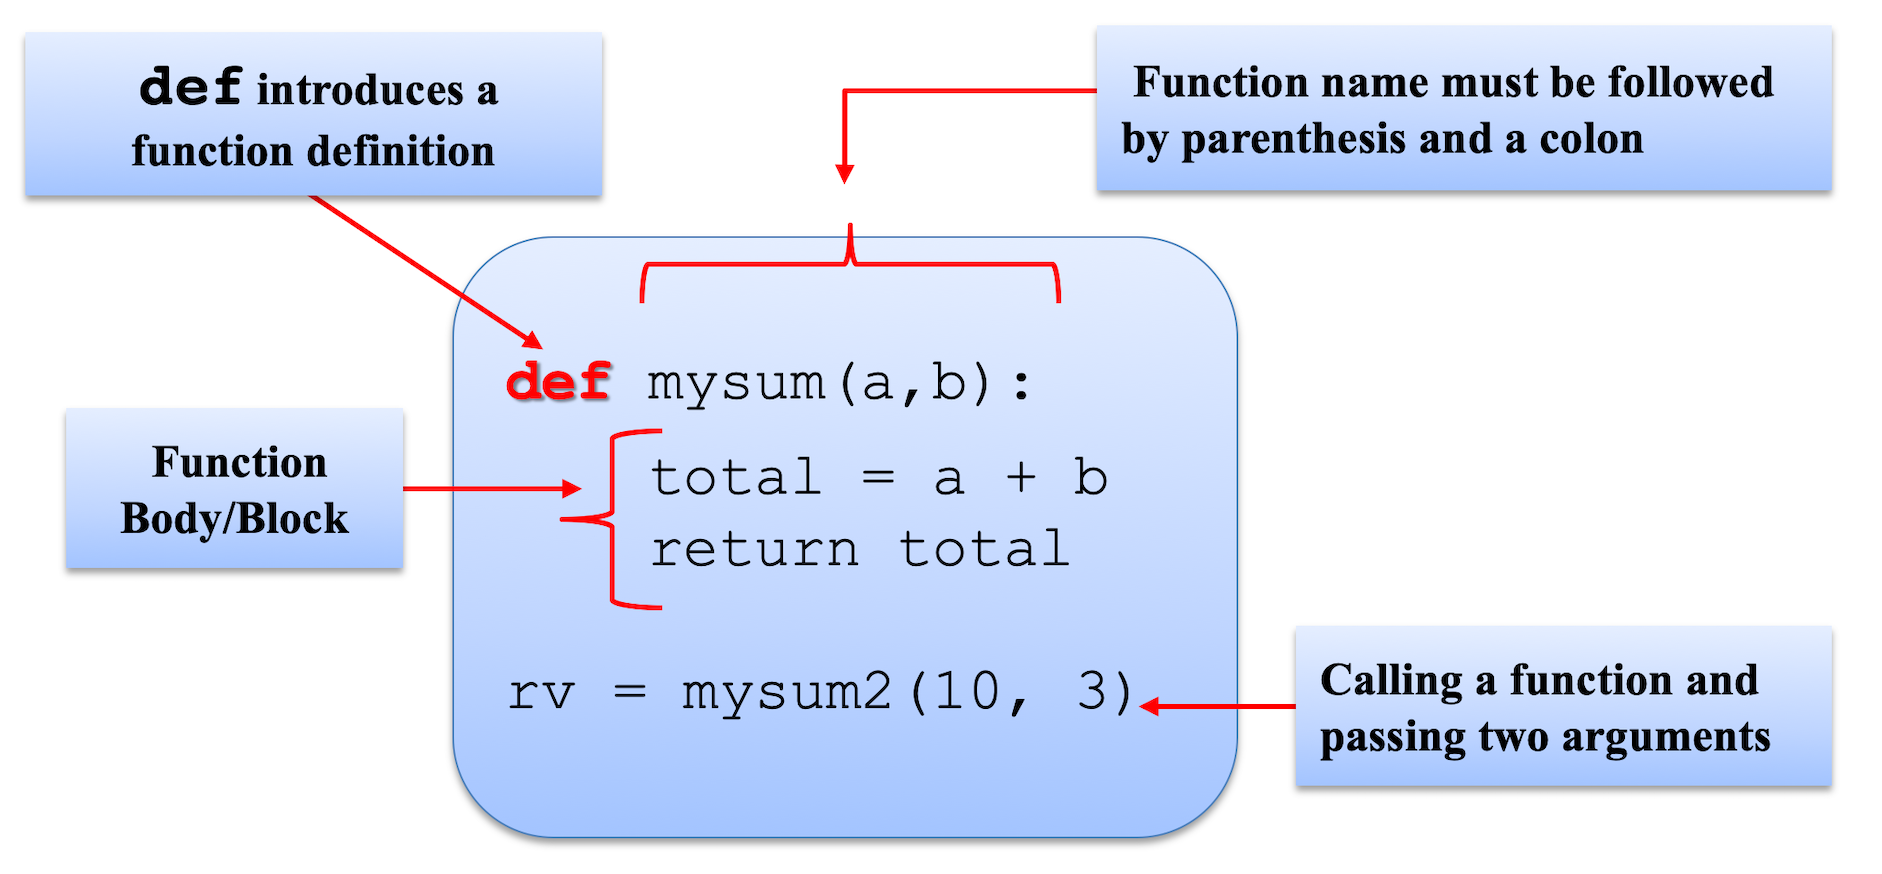 def introduces a
function definition
Function name must be followed
by parenthesis and a colon
def mysum(a,b):
total = a + b
return total
Function
Body/Block
rv = mysum2(10, 3)
Calling a function and
passing two arguments